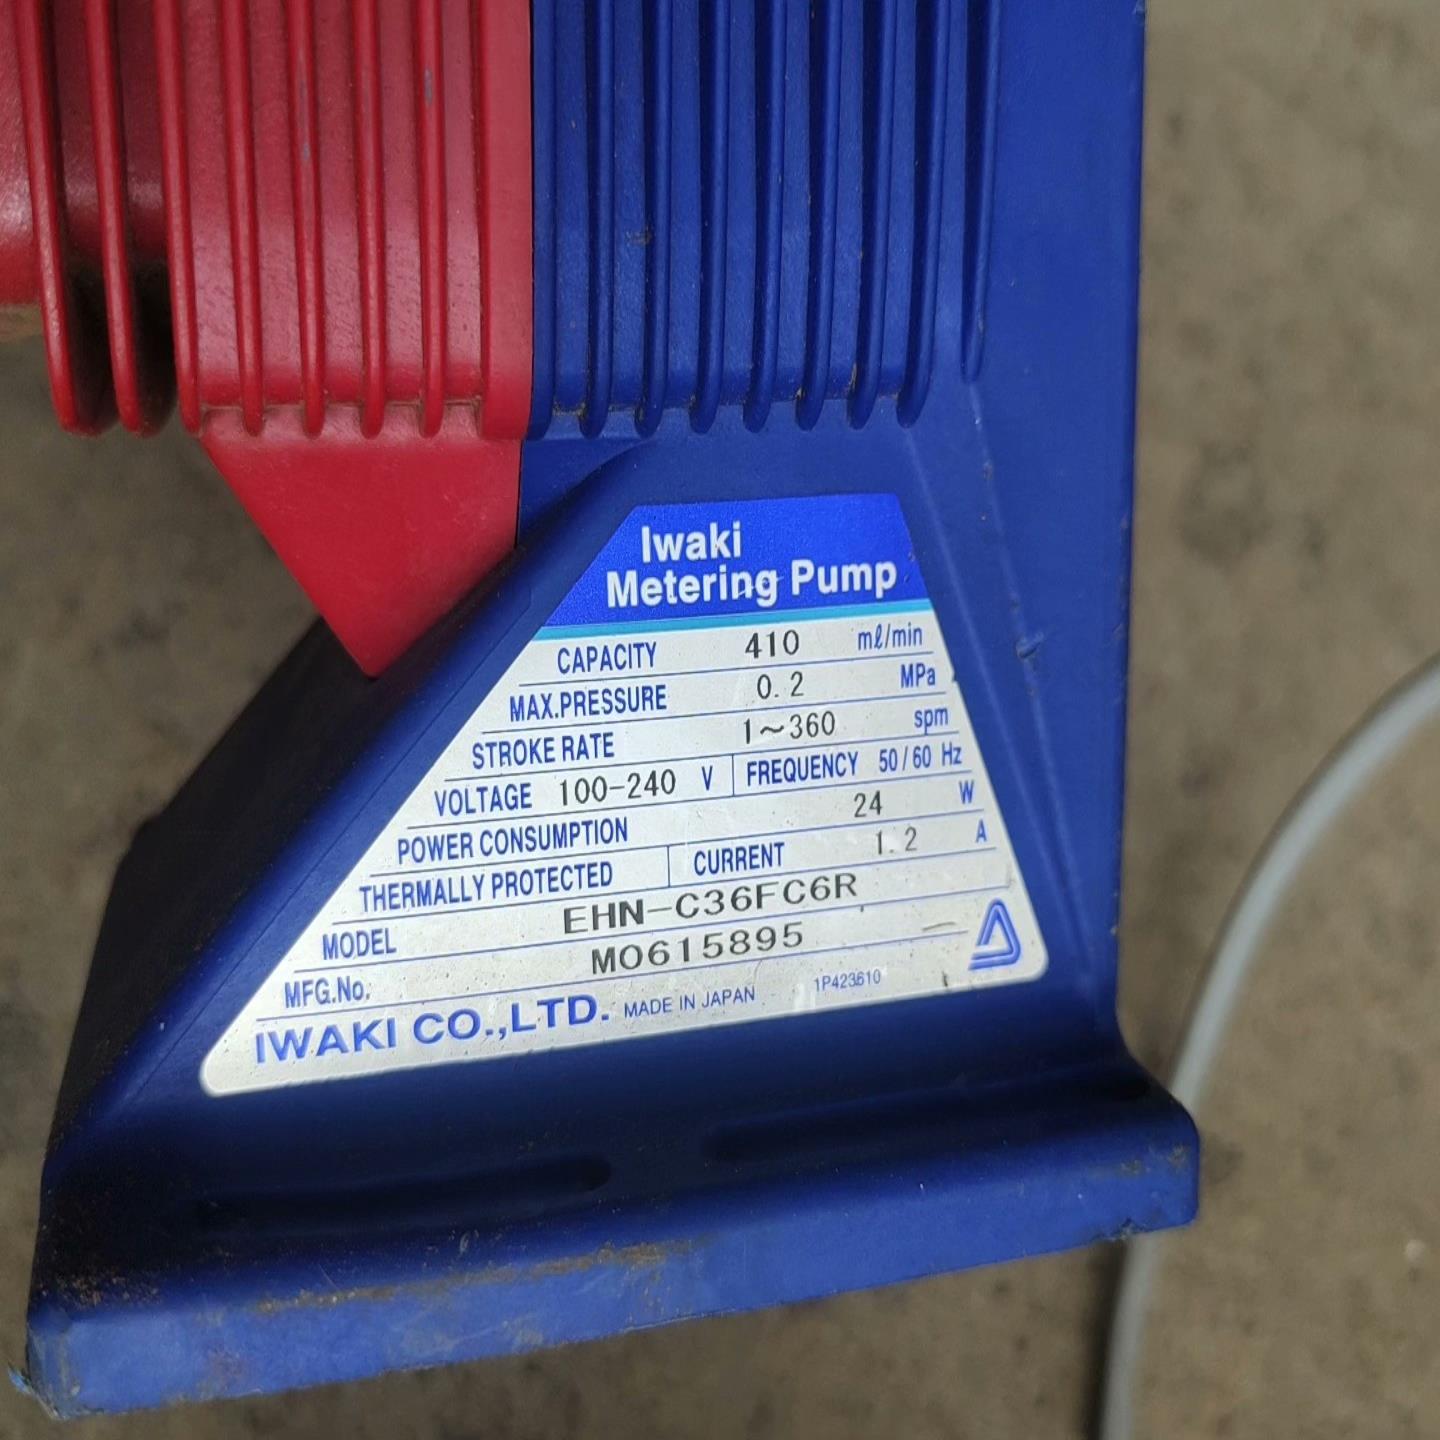 Iwaki
Metering Pump
CAPACITY 410 mℓ/min
MAX.PRESSURE 0.2 MPa
STROKE RATE 1~360 spm
VOLTAGE 100-240 V FREQUENCY 50/60 Hz
POWER CONSUMPTION 24 W
THERMALLY PROTECTED CURRENT 1.2 A
MODEL EHN-C36FC6R
MFG.No. M0615895
IWAKI CO.,LTD. MADE IN JAPAN 1P423610